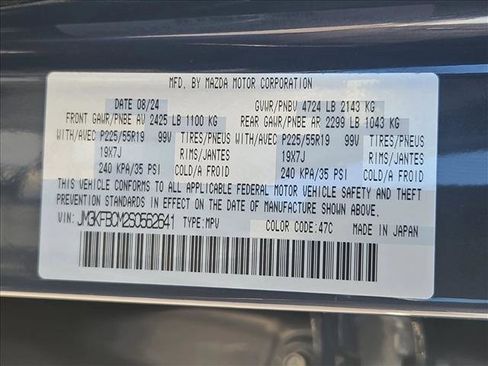 MFD. BY MAZDA MOTOR CORPORATION
DATE 08/24 GVWR/PNBV 4724 LB 2143 KG
FRONT GAWR/PNBE AV 2425 LB 1100 KG REAR GAWR/PNBE AR 2299 LB 1043 KG
WITH/AVEC P225/55R19 99V TIRES/PNEUS WITH/AVEC P225/55R19 99V TIRES/PNEUS
19X7J RIMS/JANTES 19X7J RIMS/JANTES
240 KPA/35 PSI COLD/A FROID 240 KPA/35 PSI COLD/A FROID
THIS VEHICLE CONFORMS TO ALL APPLICABLE FEDERAL MOTOR VEHICLE SAFETY AND THEFT
PREVENTION STANDARDS IN EFFECT ON THE DATE OF MANUFACTURE SHOWN ABOVE.
VIN: JM3KFBCM2S0562641 TYPE:MPV COLOR CODE:47C MADE IN JAPAN